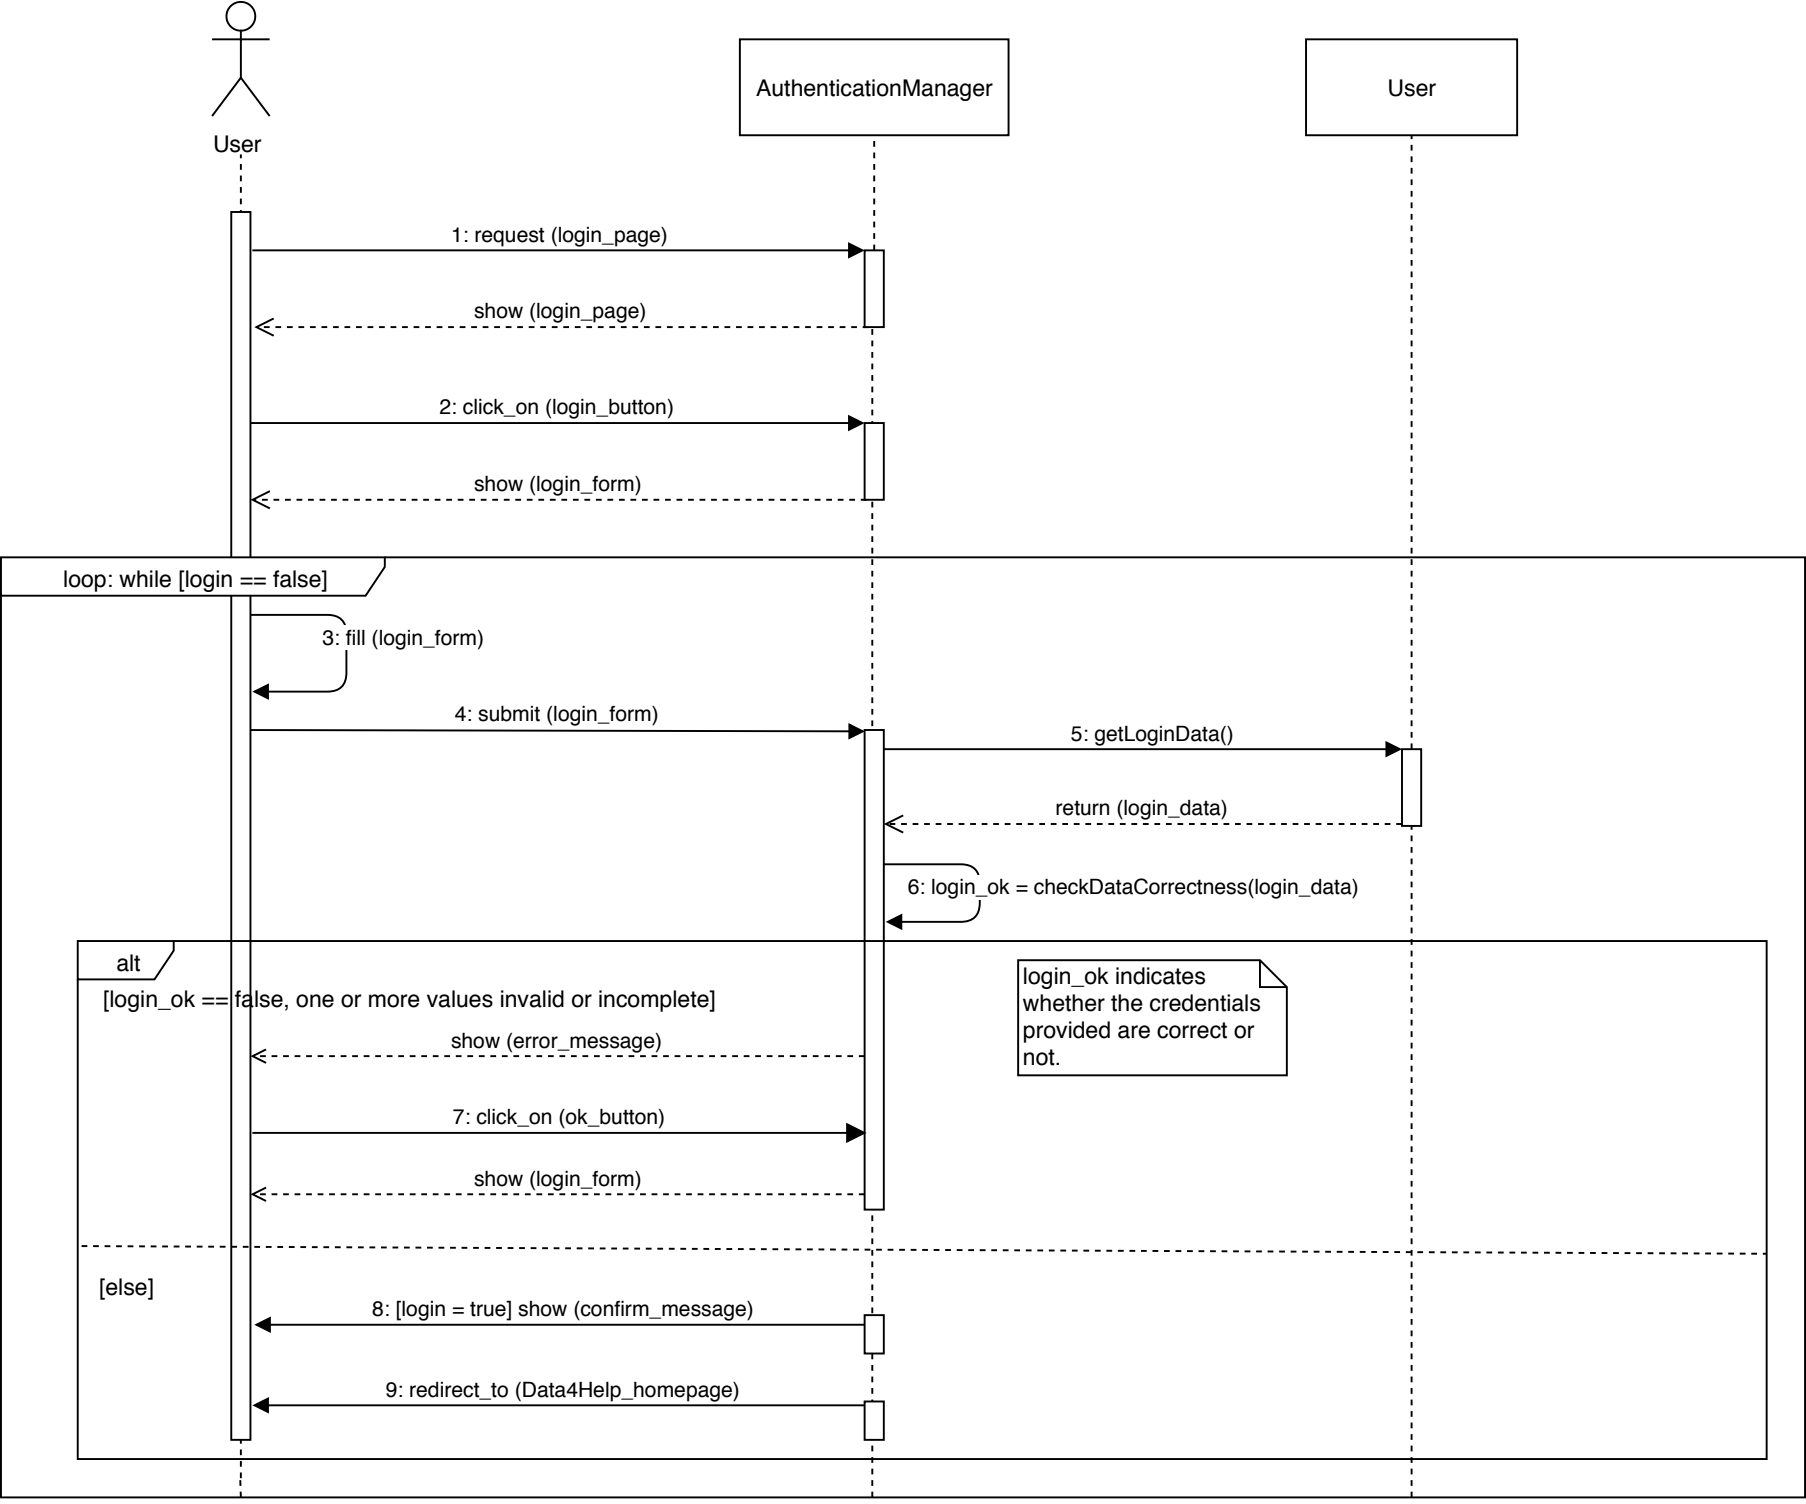 User
AuthenticationManager
User
1: request (login_page)
show (login_page)
2: click_on (login_button)
show (login_form)
loop: while [login == false]
3: fill (login_form)
4: submit (login_form)
5: getLoginData()
return (login_data)
6: login_ok = checkDataCorrectness(login_data)
alt
[login_ok == false, one or more values invalid or incomplete]
login_ok indicates
whether the credentials
provided are correct or
not.
show (error_message)
7: click_on (ok_button)
show (login_form)
[else]
8: [login = true] show (confirm_message)
9: redirect_to (Data4Help_homepage)